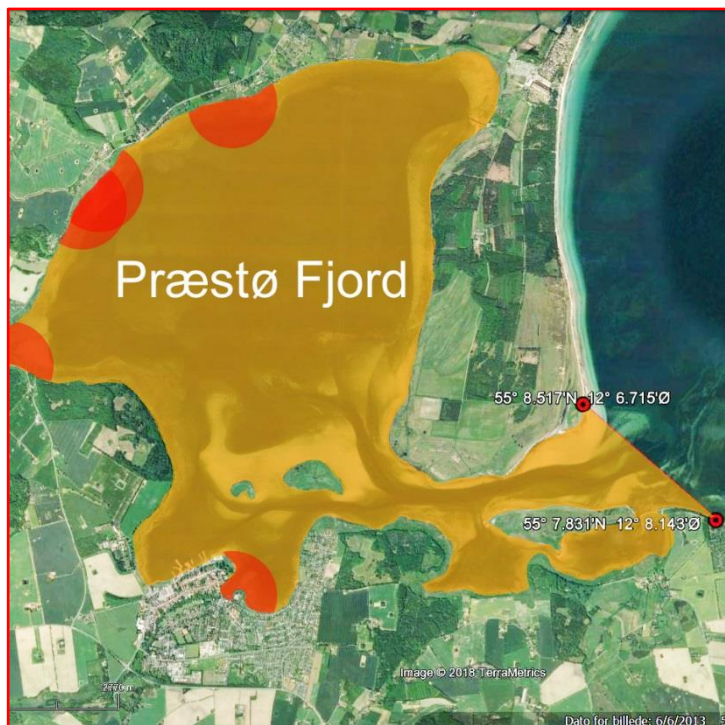 Præstø Fjord
55° 8.517'N 12° 6.715'Ø
55° 7.831'N 12° 8.143'Ø
Image © 2018 TerraMetrics
2770 m
Dato for billede: 6/6/2013